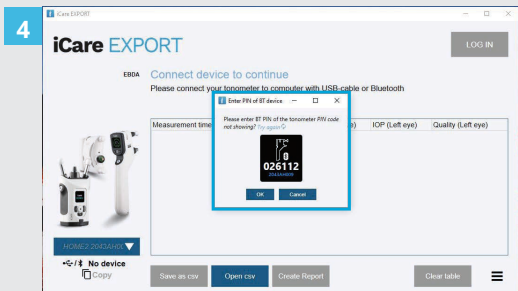 4
iCare EXPORT
iCare EXPORT
LOG IN
EBDA
Connect device to continue
Please connect your tonometer to computer with USB-cable or Bluetooth
Enter PIN of BT device
Please enter BT PIN of the tonometer PIN code
not showing? Try again
026112
2043AH009
OK Cancel
Measurement time
IOP (Left eye) Quality (Left eye)
HOME2 2043AH00
No device
Copy
Save as csv Open csv Create Report Clear table